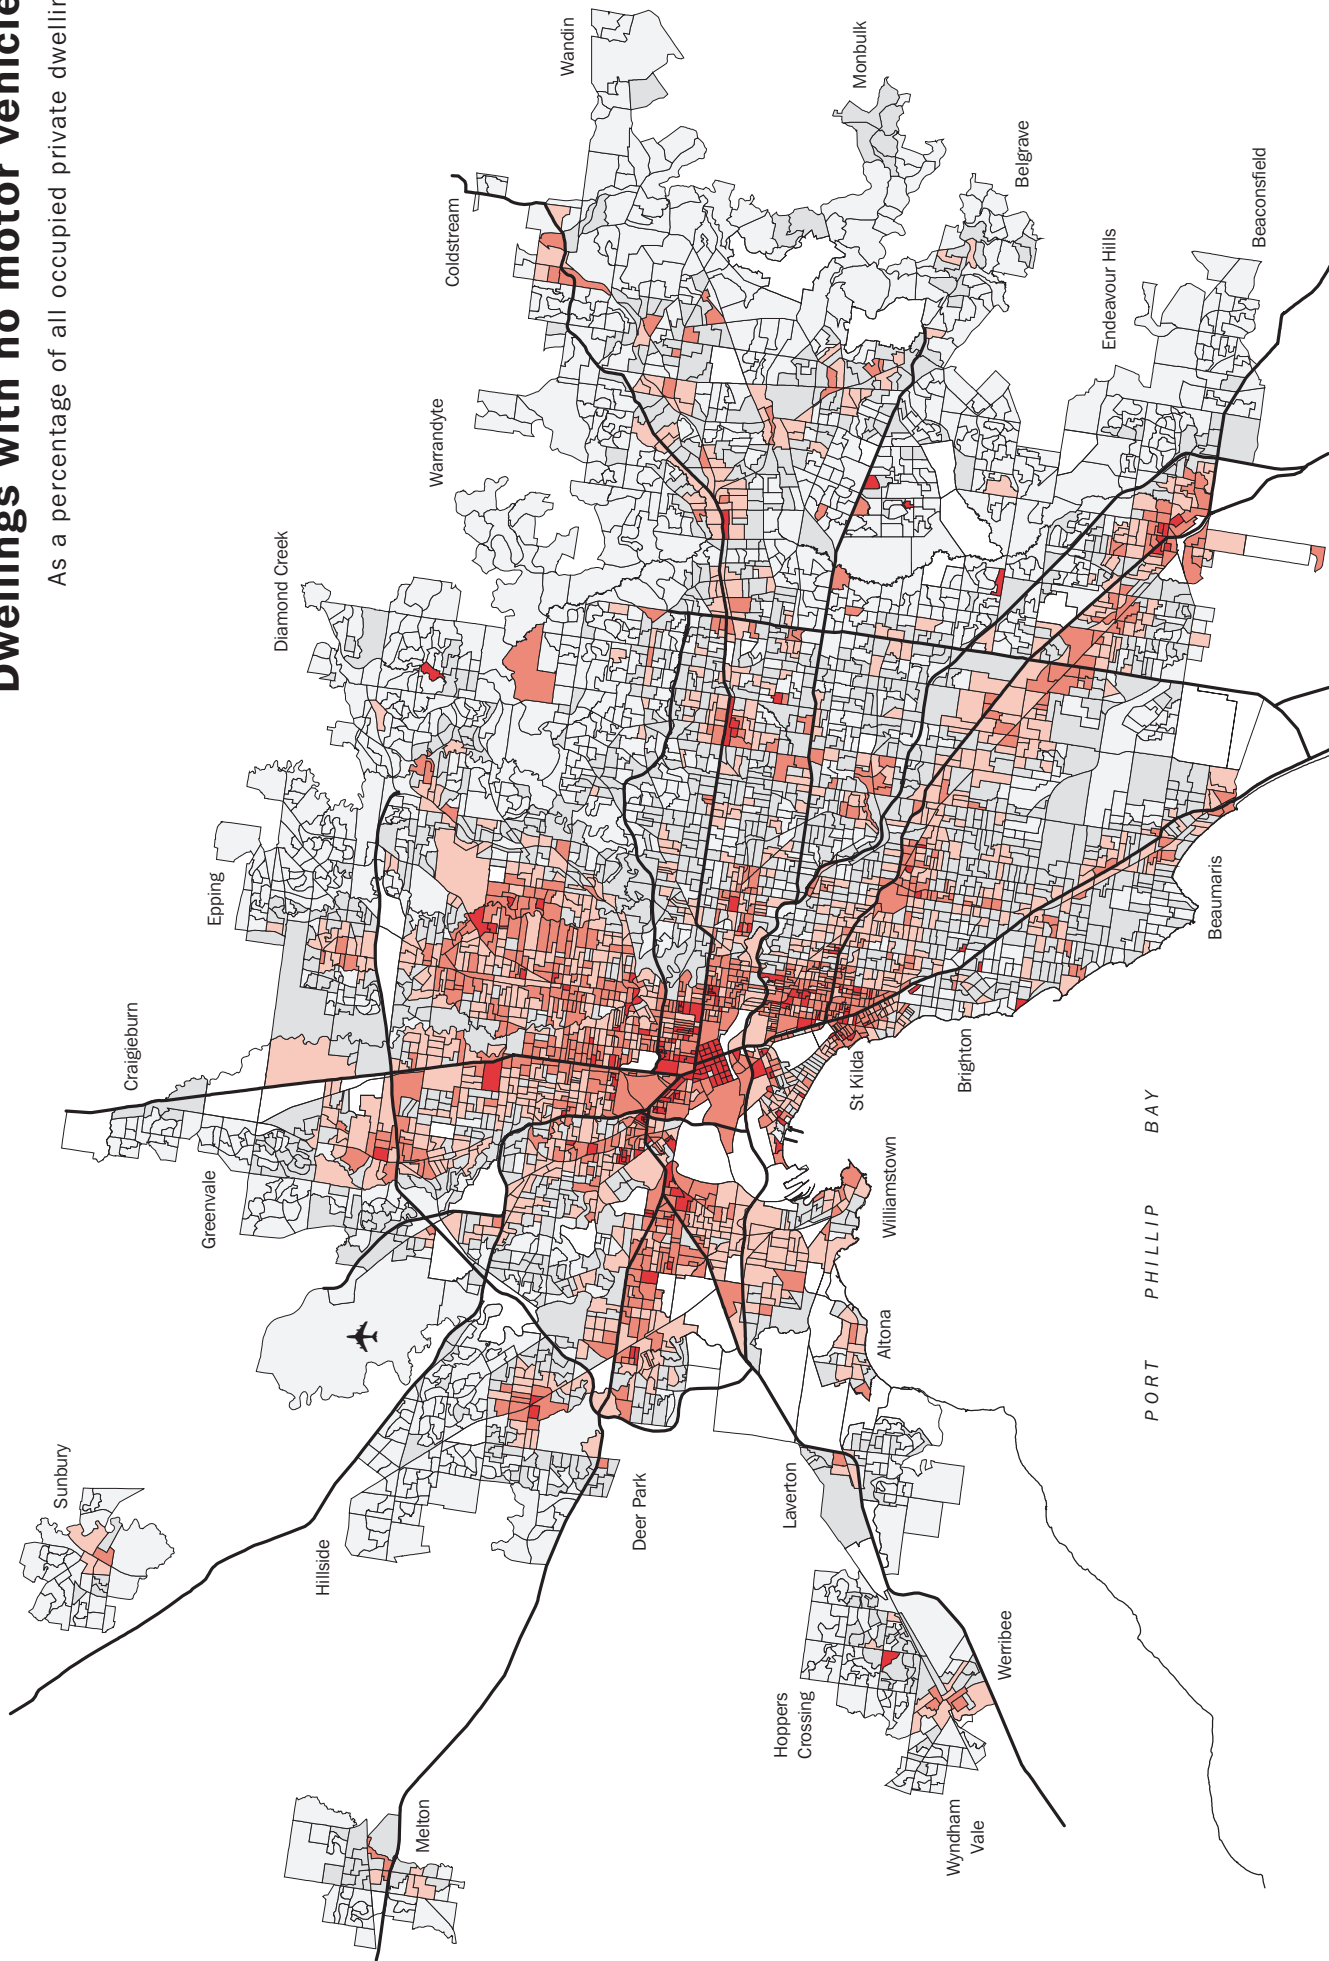 Dwellings with no motor vehicle
As a percentage of all occupied private dwellin
Sunbury
Craigieburn
Epping
Greenvale
Diamond Creek
Hillside
Melton
Warrandyte
Coldstream
Wandin
Deer Park
Hoppers
Crossing
Laverton
St Kilda
Monbulk
Altona
Williamstown
Wyndham
Vale
Brighton
Werribee
Belgrave
Endeavour Hills
PORT PHILLIP BAY
Beaumaris
Beaconsfield